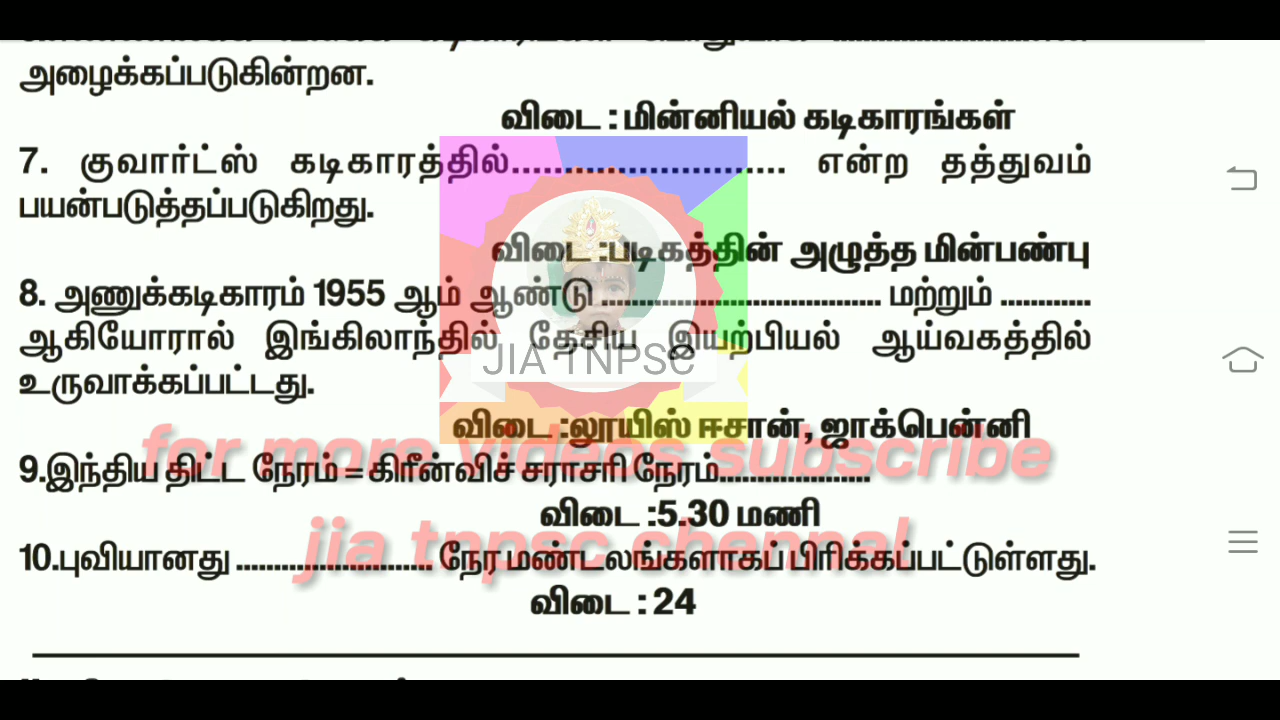 அழைக்கப்படுகின்றன.
விடை : மின்னியல் கடிகாரங்கள்
7. குவார்ட்ஸ் கடிகாரத்தில்........................... என்ற தத்துவம்
பயன்படுத்தப்படுகிறது.
விடை :படிகத்தின் அழுத்த மின்பண்பு
8. அணுக்கடிகாரம் 1955 ஆம் ஆண்டு ..................................... மற்றும் ............
ஆகியோரால் இங்கிலாந்தில் தேசிய இயற்பியல் ஆய்வகத்தில்
JIA TNPSC
உருவாக்கப்பட்டது.
விடை :லூயிஸ் ஈசான், ஜாக்பென்னி
for more videos subscribe
9.இந்திய திட்ட நேரம் = கிரீன்விச் சராசரி நேரம்....................
விடை :5.30 மணி
jia tnpsc chennal
10.புவியானது .......................... நேர மண்டலங்களாகப் பிரிக்கப்பட்டுள்ளது.
விடை : 24